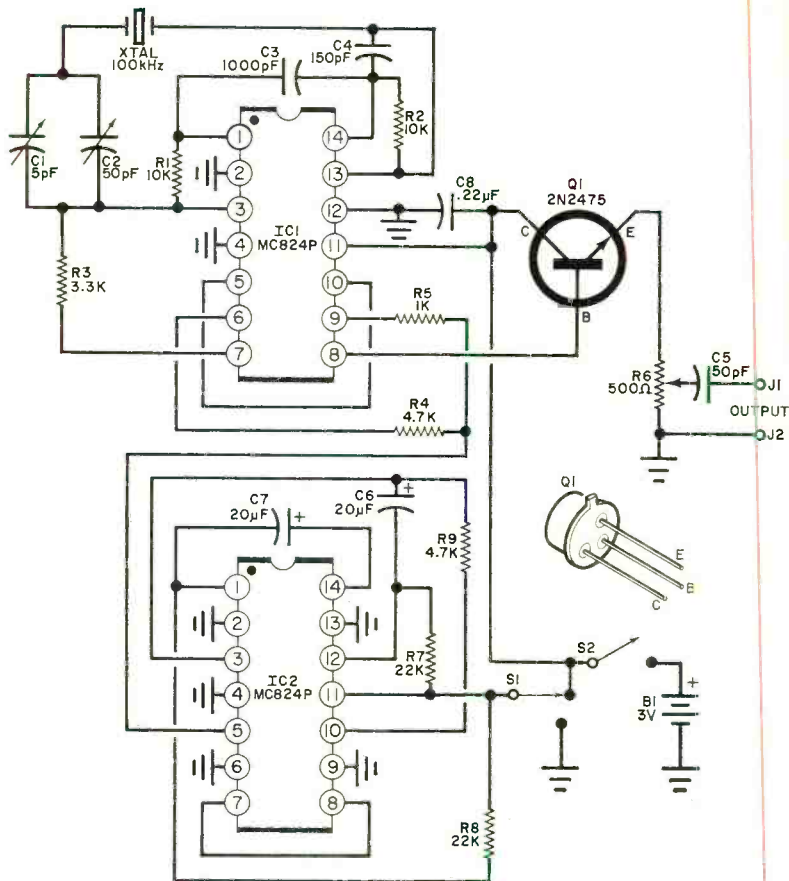 XTAL
100kHz
C3
1000pF
C4
150pF
C1
5pF
C2
50pF
R1
10K
R2
10K
1
2
3
4
5
6
7
14
13
12
11
10
9
8
IC1
MC824P
C8
.22µF
Q1
2N2475
C
E
B
R3
3.3K
R5
1K
R4
4.7K
R6
500Ω
C5
50pF
J1
OUTPUT
J2
C7
20µF
+
C6
20µF
+
R9
4.7K
1
2
3
4
5
6
7
14
13
12
11
10
9
8
IC2
MC824P
R7
22K
R8
22K
Q1
E
B
C
S1
S2
B1
3V
+